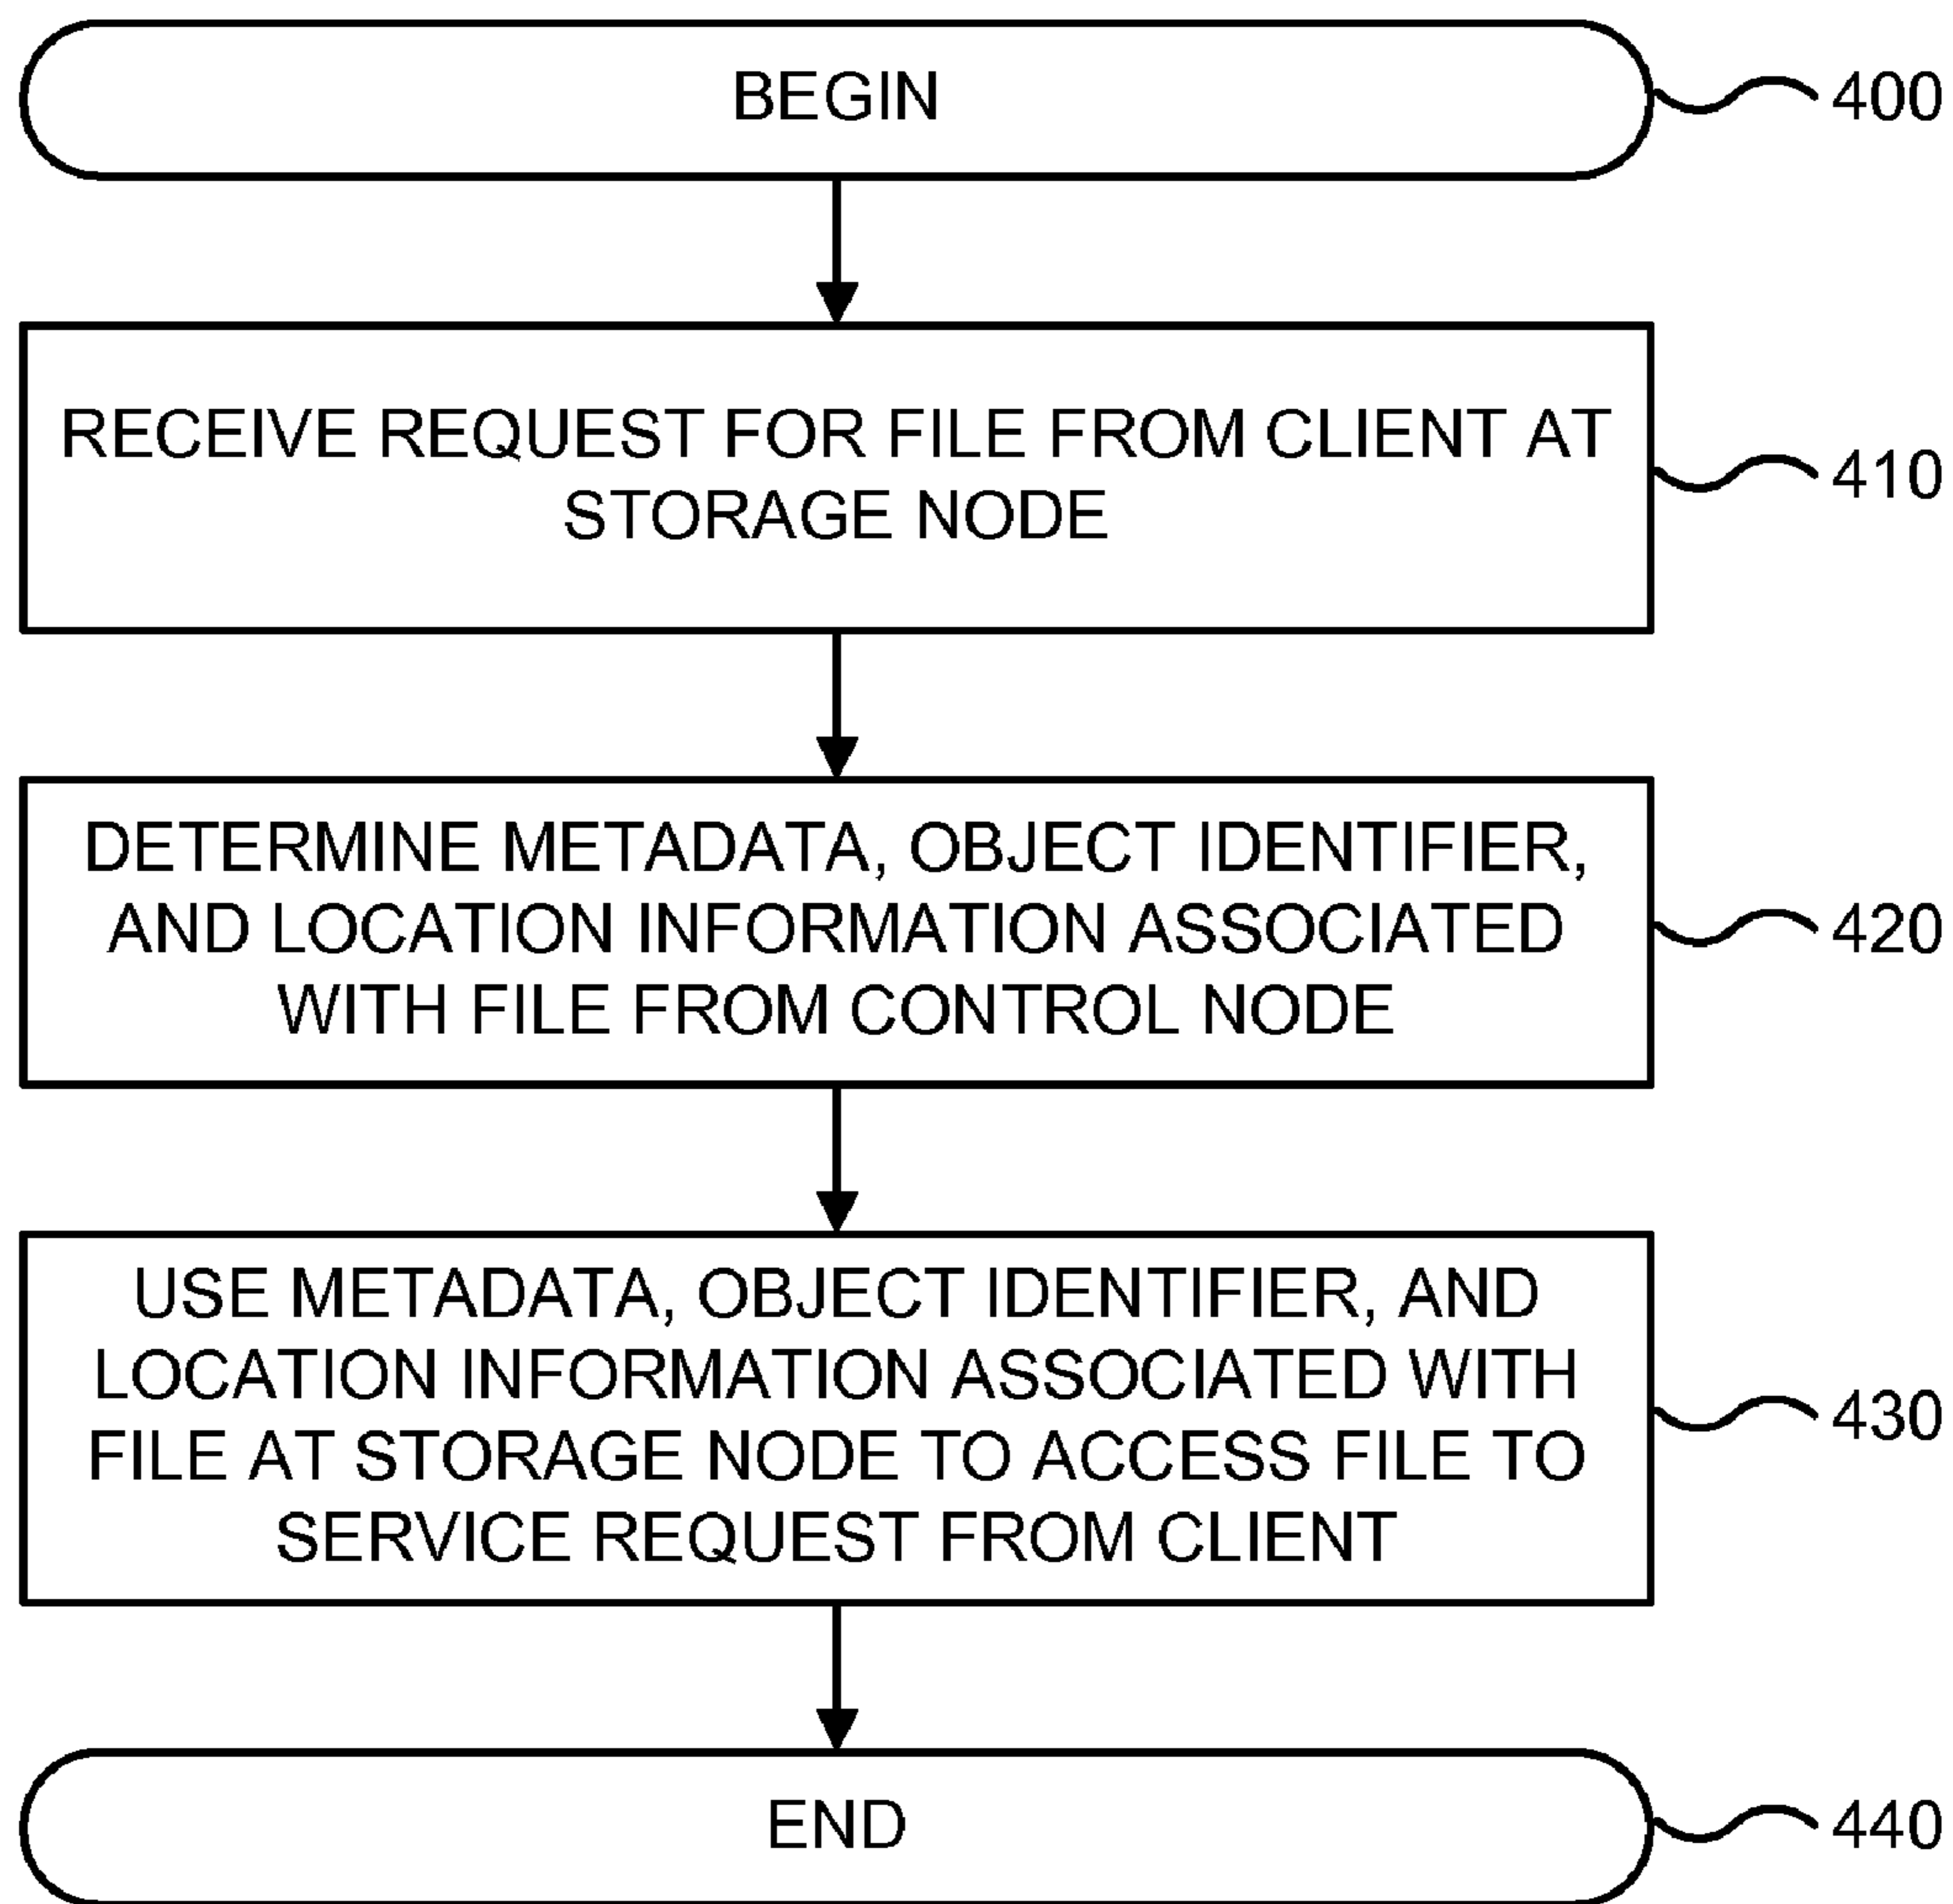 BEGIN
400
RECEIVE REQUEST FOR FILE FROM CLIENT AT
STORAGE NODE
410
DETERMINE METADATA, OBJECT IDENTIFIER,
AND LOCATION INFORMATION ASSOCIATED
WITH FILE FROM CONTROL NODE
420
USE METADATA, OBJECT IDENTIFIER, AND
LOCATION INFORMATION ASSOCIATED WITH
FILE AT STORAGE NODE TO ACCESS FILE TO
SERVICE REQUEST FROM CLIENT
430
END
440